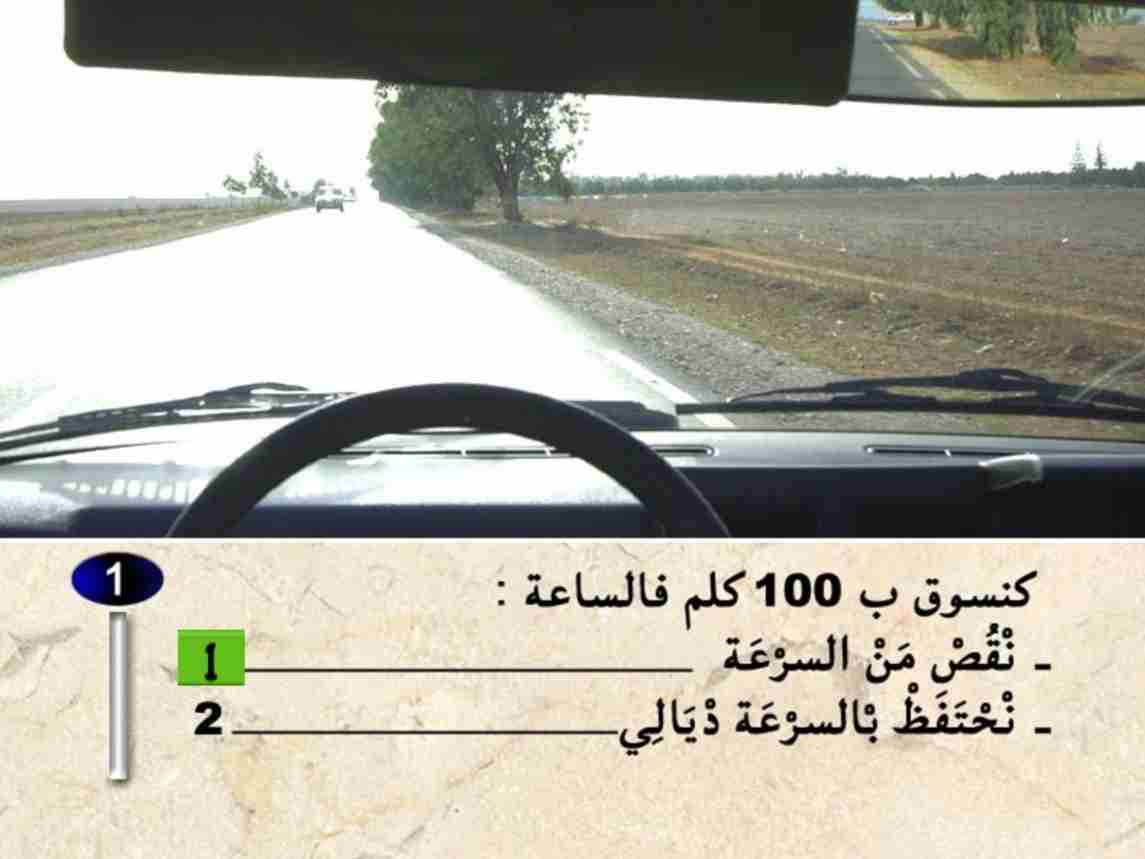 1
كنسوق ب 100 كلم فالساعة :
ـ نْقُصْ مَنْ السرْعَة 1
ـ نْحْتَفَظْ بْالسرْعَة دْيَالِي 2